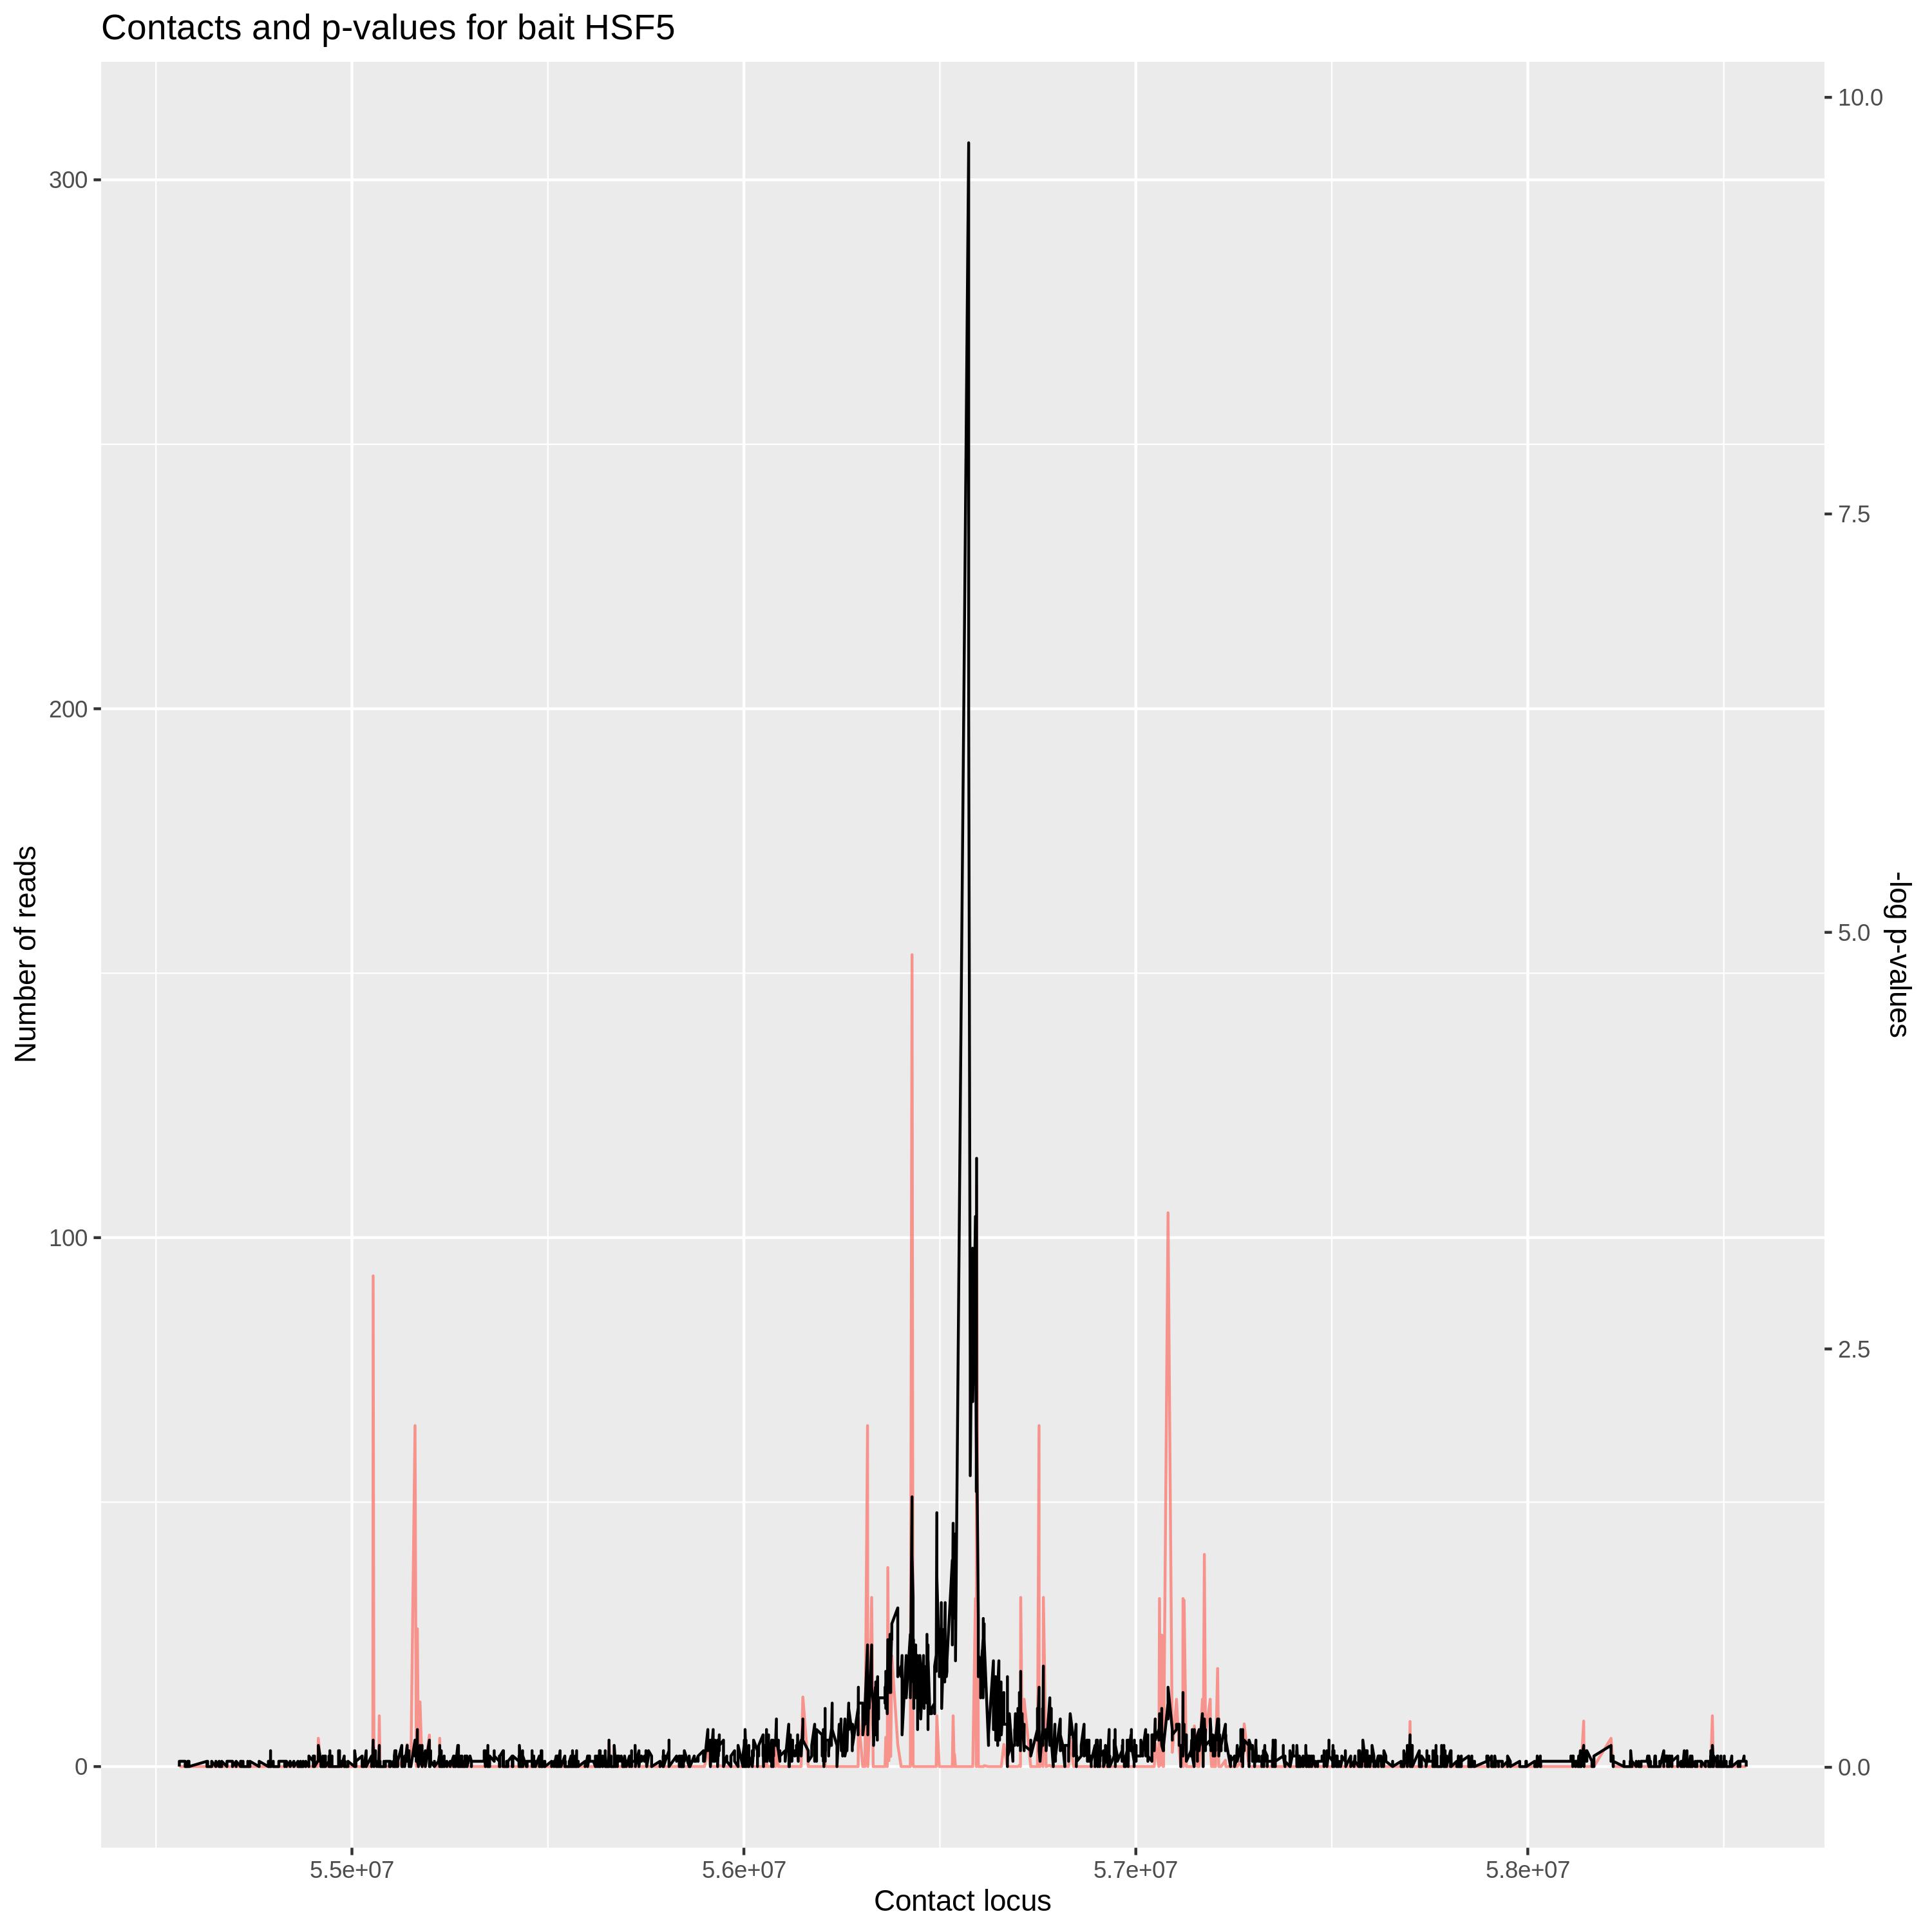 Contacts and p-values for bait HSF5
300
200
100
0
Number of reads
10.0
7.5
5.0
2.5
0.0
-log p-values
5.5e+07
5.6e+07
5.7e+07
5.8e+07
Contact locus